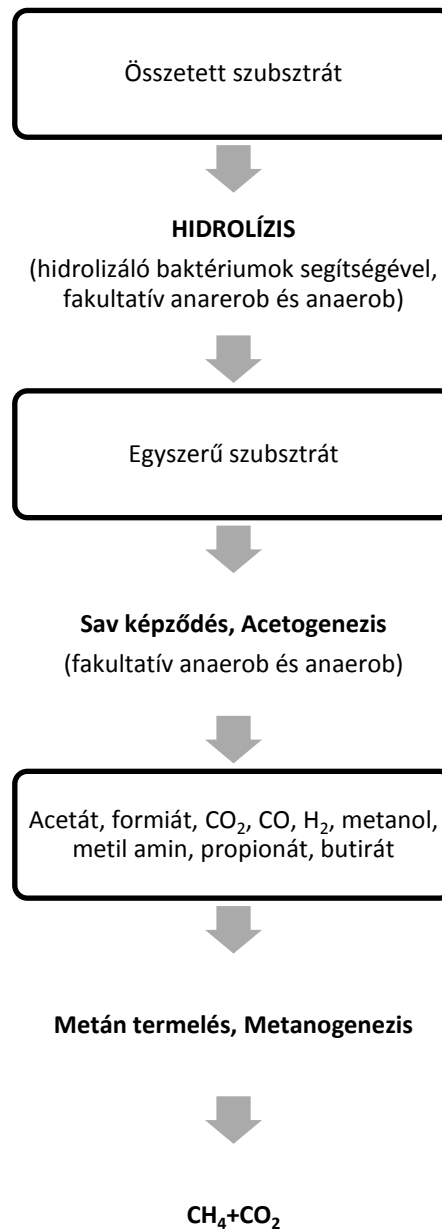 Összetett szubsztrát
HIDROLÍZIS
(hidrolizáló baktériumok segítségével,
fakultatív anarerob és anaerob)
Egyszerű szubsztrát
Sav képződés, Acetogenezis
(fakultatív anaerob és anaerob)
Acetát, formiát, CO₂, CO, H₂, metanol,
metil amin, propionát, butirát
Metán termelés, Metanogenezis
CH₄+CO₂